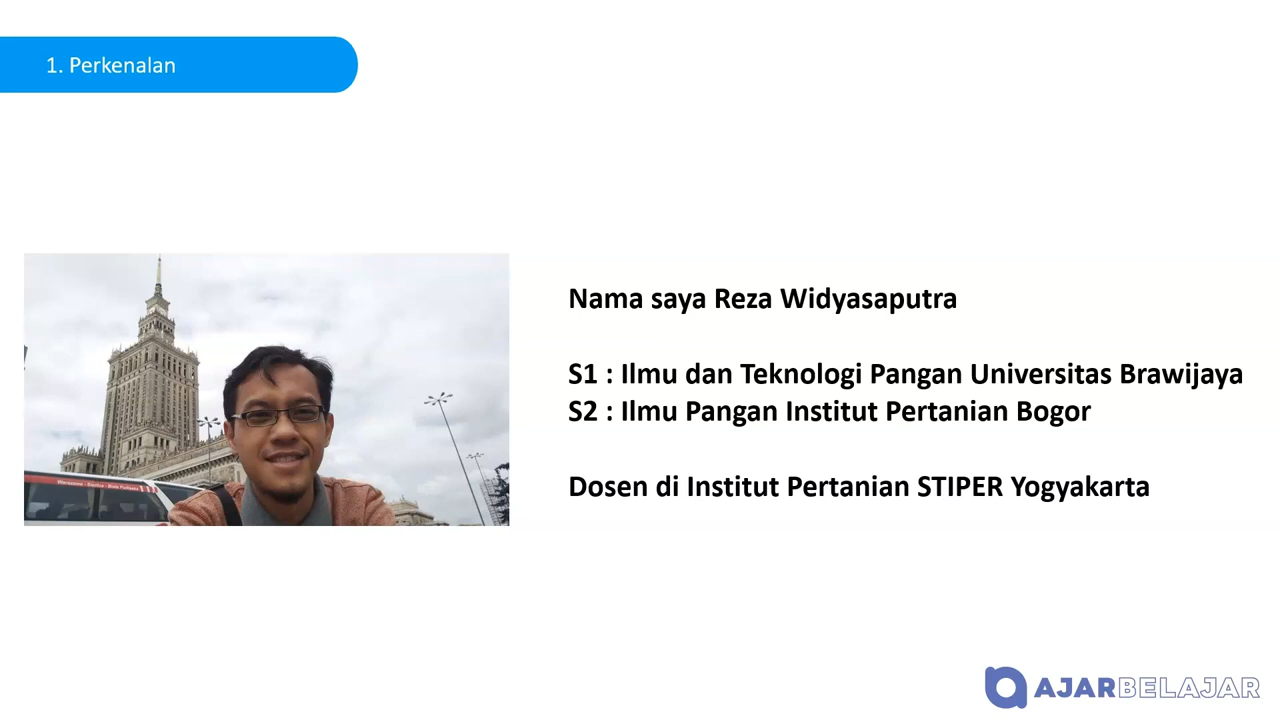 1. Perkenalan
Nama saya Reza Widyasaputra
S1 : Ilmu dan Teknologi Pangan Universitas Brawijaya
S2 : Ilmu Pangan Institut Pertanian Bogor
Dosen di Institut Pertanian STIPER Yogyakarta
AJARBELAJAR